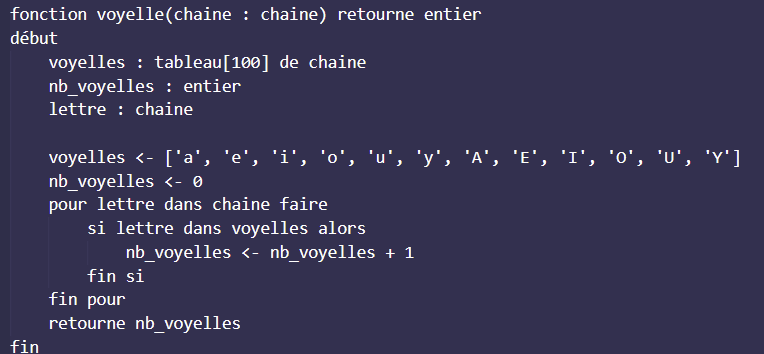 fonction voyelle(chaine : chaine) retourne entier
début
    voyelles : tableau[100] de chaine
    nb_voyelles : entier
    lettre : chaine

    voyelles <- ['a', 'e', 'i', 'o', 'u', 'y', 'A', 'E', 'I', 'O', 'U', 'Y']
    nb_voyelles <- 0
    pour lettre dans chaine faire
        si lettre dans voyelles alors
            nb_voyelles <- nb_voyelles + 1
        fin si
    fin pour
    retourne nb_voyelles
fin